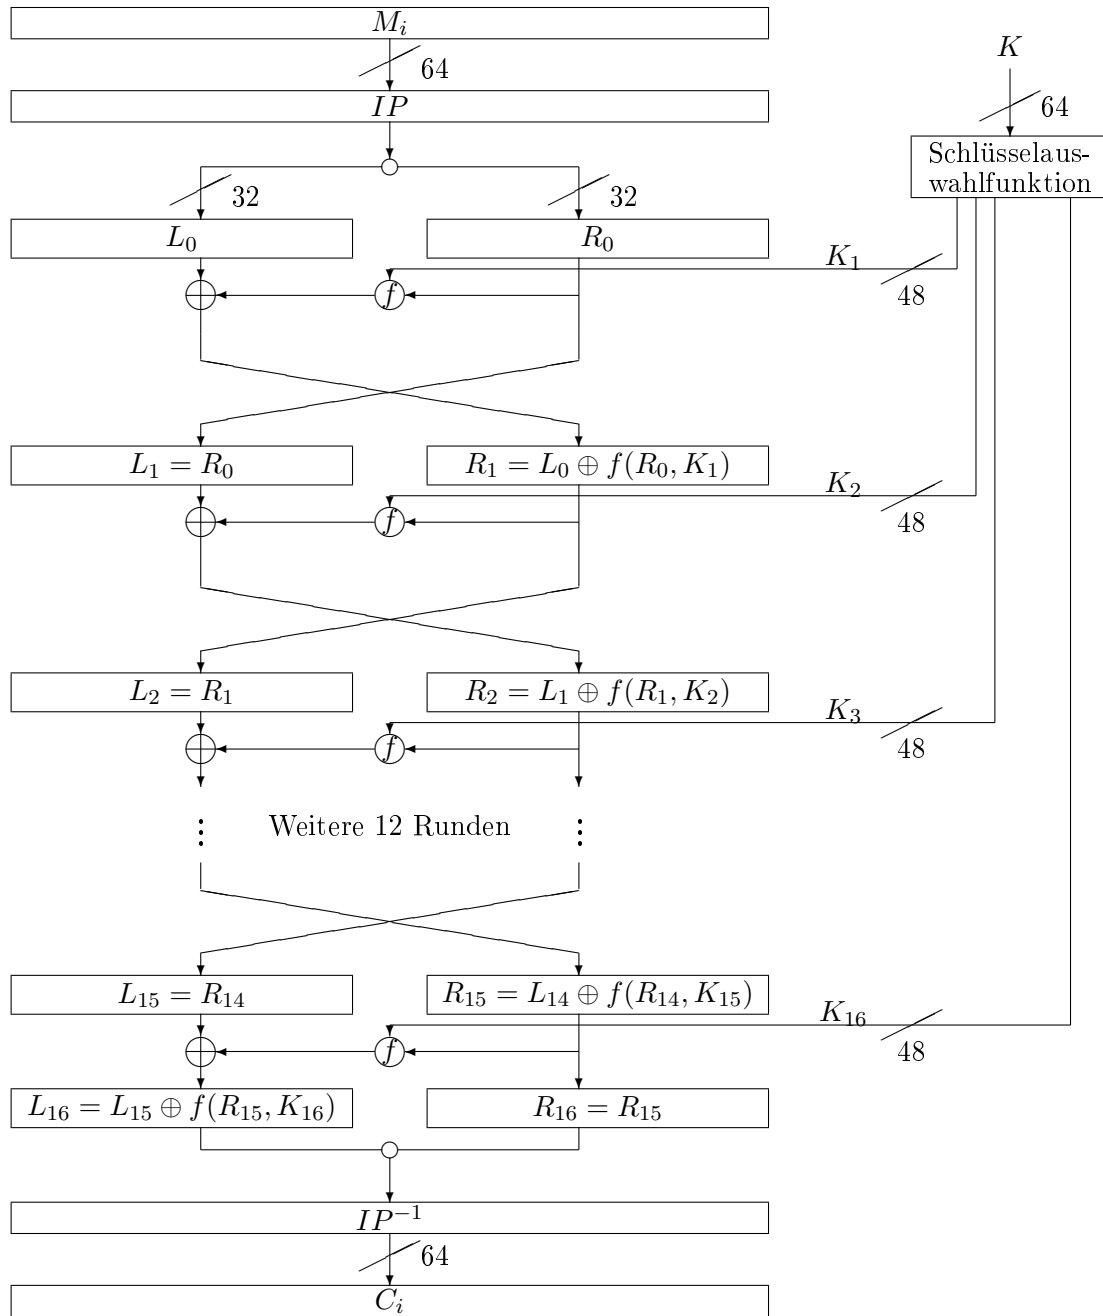 M_i
64
K
IP
64
Schlüsselaus-
wahlfunktion
32
32
L_0
R_0
K_1
f
48
L_1 = R_0
R_1 = L_0 ⊕ f(R_0, K_1)
K_2
f
48
L_2 = R_1
R_2 = L_1 ⊕ f(R_1, K_2)
K_3
f
48
⋮ Weitere 12 Runden ⋮
L_15 = R_14
R_15 = L_14 ⊕ f(R_14, K_15)
K_16
f
48
L_16 = L_15 ⊕ f(R_15, K_16)
R_16 = R_15
IP^−1
64
C_i